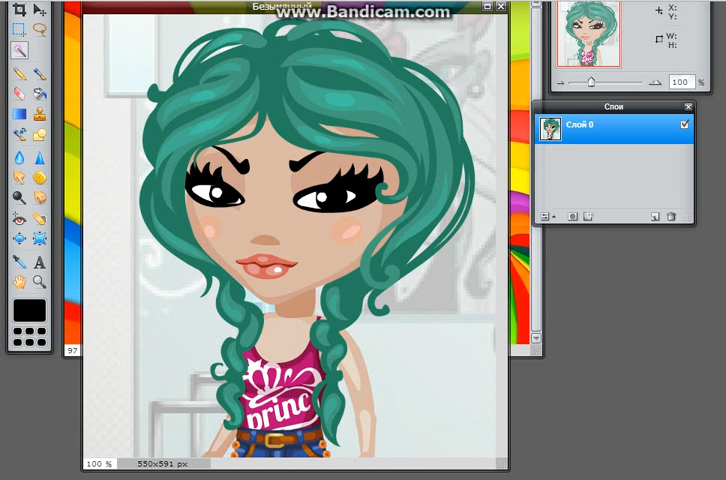 www.Bandicam.com
Безымянный
X:
Y:
W:
H:
100 %
Слои
Слой 0
princ
97
100 % 550x591 px